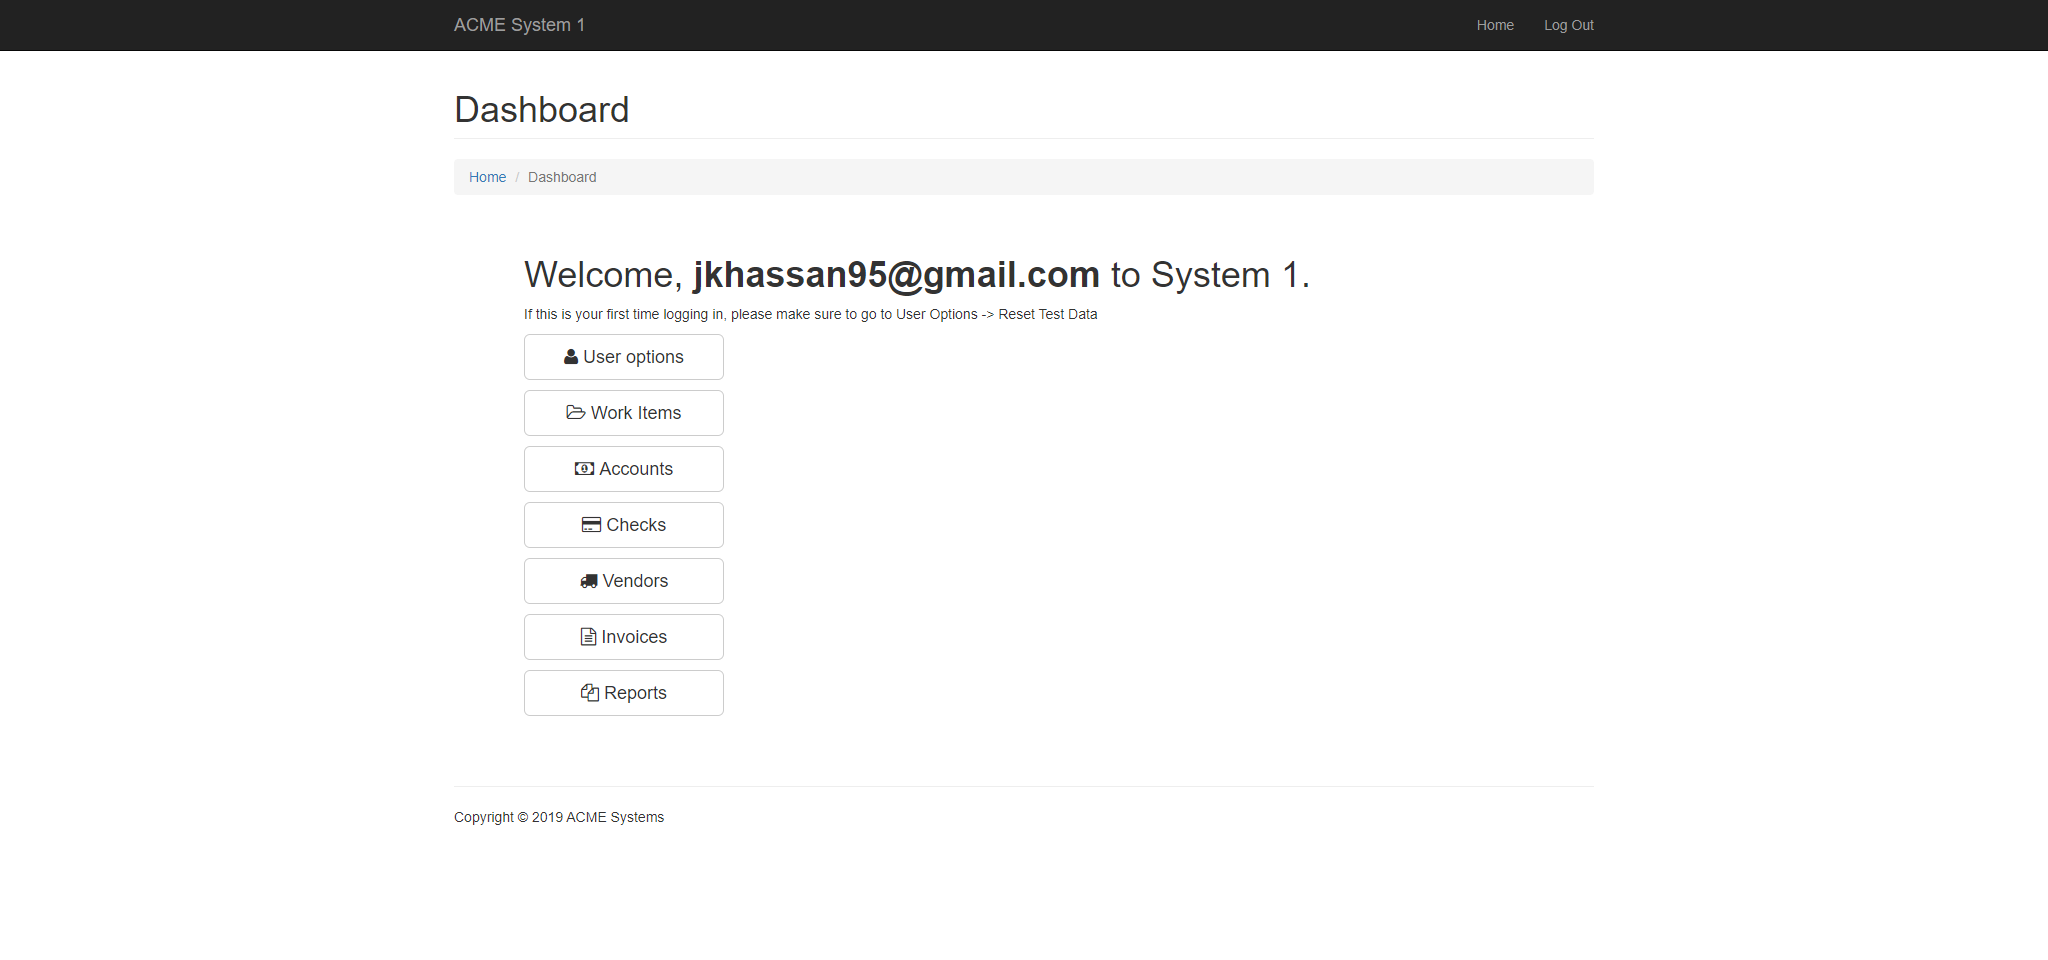 ACME System 1 Home Log Out
Dashboard
Home / Dashboard
Welcome, jkhassan95@gmail.com to System 1.
If this is your first time logging in, please make sure to go to User Options -> Reset Test Data
User options
Work Items
Accounts
Checks
Vendors
Invoices
Reports
Copyright © 2019 ACME Systems